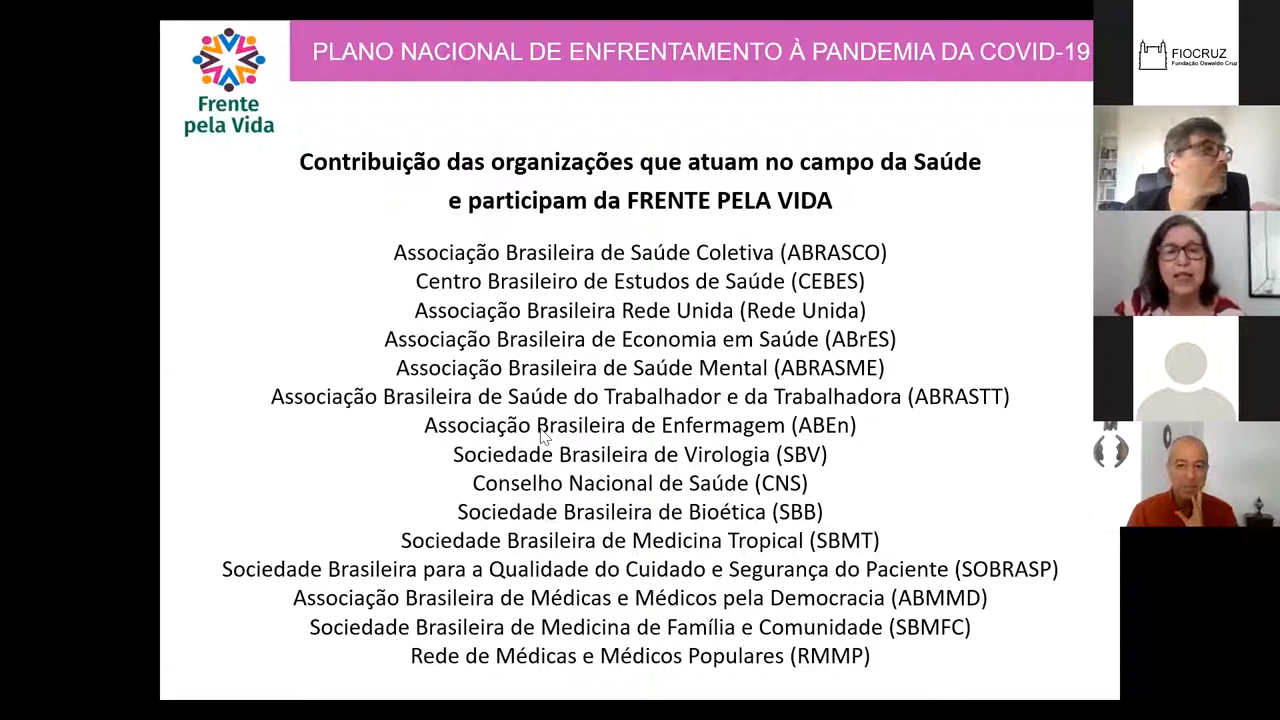 PLANO NACIONAL DE ENFRENTAMENTO À PANDEMIA DA COVID-19
Frente
pela Vida
Contribuição das organizações que atuam no campo da Saúde
e participam da FRENTE PELA VIDA
Associação Brasileira de Saúde Coletiva (ABRASCO)
Centro Brasileiro de Estudos de Saúde (CEBES)
Associação Brasileira Rede Unida (Rede Unida)
Associação Brasileira de Economia em Saúde (ABrES)
Associação Brasileira de Saúde Mental (ABRASME)
Associação Brasileira de Saúde do Trabalhador e da Trabalhadora (ABRASTT)
Associação Brasileira de Enfermagem (ABEn)
Sociedade Brasileira de Virologia (SBV)
Conselho Nacional de Saúde (CNS)
Sociedade Brasileira de Bioética (SBB)
Sociedade Brasileira de Medicina Tropical (SBMT)
Sociedade Brasileira para a Qualidade do Cuidado e Segurança do Paciente (SOBRASP)
Associação Brasileira de Médicas e Médicos pela Democracia (ABMMD)
Sociedade Brasileira de Medicina de Família e Comunidade (SBMFC)
Rede de Médicas e Médicos Populares (RMMP)
FIOCRUZ
Fundação Oswaldo Cruz